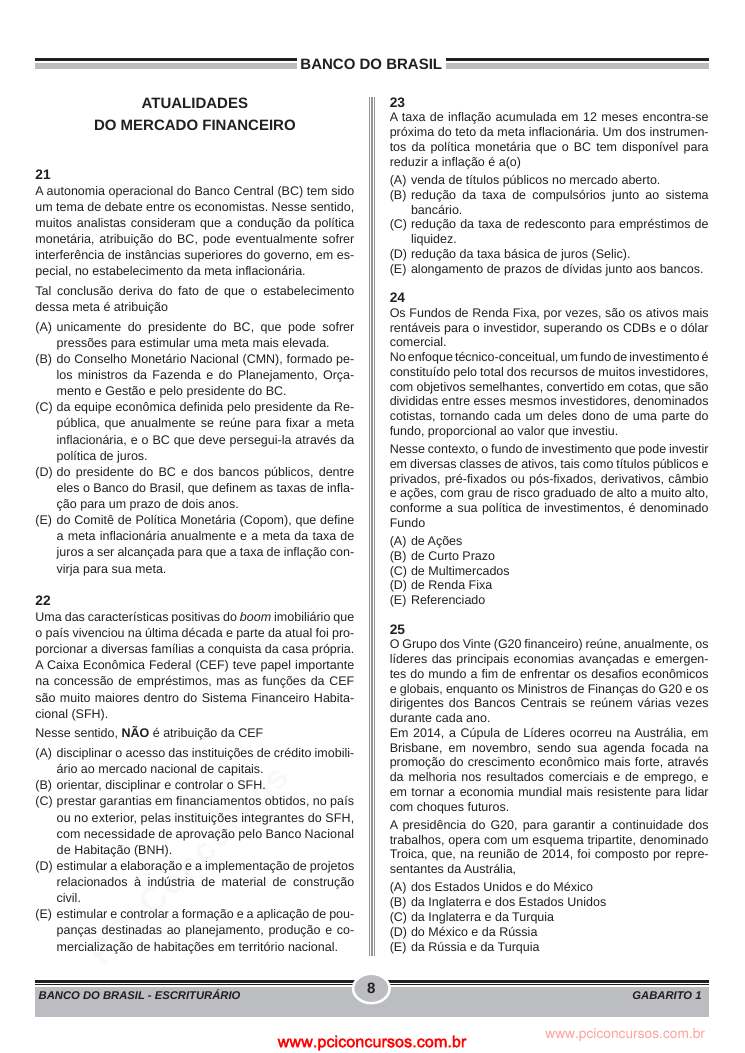 BANCO DO BRASIL
ATUALIDADES
DO MERCADO FINANCEIRO
21
A autonomia operacional do Banco Central (BC) tem sido
um tema de debate entre os economistas. Nesse sentido,
muitos analistas consideram que a condução da política
monetária, atribuição do BC, pode eventualmente sofrer
interferência de instâncias superiores do governo, em es-
pecial, no estabelecimento da meta inflacionária.
Tal conclusão deriva do fato de que o estabelecimento
dessa meta é atribuição
(A) unicamente do presidente do BC, que pode sofrer
pressões para estimular uma meta mais elevada.
(B) do Conselho Monetário Nacional (CMN), formado pe-
los ministros da Fazenda e do Planejamento, Orça-
mento e Gestão e pelo presidente do BC.
(C) da equipe econômica definida pelo presidente da Re-
pública, que anualmente se reúne para fixar a meta
inflacionária, e o BC que deve persegui-la através da
política de juros.
(D) do presidente do BC e dos bancos públicos, dentre
eles o Banco do Brasil, que definem as taxas de infla-
ção para um prazo de dois anos.
(E) do Comitê de Política Monetária (Copom), que define
a meta inflacionária anualmente e a meta da taxa de
juros a ser alcançada para que a taxa de inflação con-
virja para sua meta.
22
Uma das características positivas do boom imobiliário que
o país vivenciou na última década e parte da atual foi pro-
porcionar a diversas famílias a conquista da casa própria.
A Caixa Econômica Federal (CEF) teve papel importante
na concessão de empréstimos, mas as funções da CEF
são muito maiores dentro do Sistema Financeiro Habita-
cional (SFH).
Nesse sentido, NÃO é atribuição da CEF
(A) disciplinar o acesso das instituições de crédito imobili-
ário ao mercado nacional de capitais.
(B) orientar, disciplinar e controlar o SFH.
(C) prestar garantias em financiamentos obtidos, no país
ou no exterior, pelas instituições integrantes do SFH,
com necessidade de aprovação pelo Banco Nacional
de Habitação (BNH).
(D) estimular a elaboração e a implementação de projetos
relacionados à indústria de material de construção
civil.
(E) estimular e controlar a formação e a aplicação de pou-
panças destinadas ao planejamento, produção e co-
mercialização de habitações em território nacional.
23
A taxa de inflação acumulada em 12 meses encontra-se
próxima do teto da meta inflacionária. Um dos instrumen-
tos da política monetária que o BC tem disponível para
reduzir a inflação é a(o)
(A) venda de títulos públicos no mercado aberto.
(B) redução da taxa de compulsórios junto ao sistema
bancário.
(C) redução da taxa de redesconto para empréstimos de
liquidez.
(D) redução da taxa básica de juros (Selic).
(E) alongamento de prazos de dívidas junto aos bancos.
24
Os Fundos de Renda Fixa, por vezes, são os ativos mais
rentáveis para o investidor, superando os CDBs e o dólar
comercial.
No enfoque técnico-conceitual, um fundo de investimento é
constituído pelo total dos recursos de muitos investidores,
com objetivos semelhantes, convertido em cotas, que são
divididas entre esses mesmos investidores, denominados
cotistas, tornando cada um deles dono de uma parte do
fundo, proporcional ao valor que investiu.
Nesse contexto, o fundo de investimento que pode investir
em diversas classes de ativos, tais como títulos públicos e
privados, pré-fixados ou pós-fixados, derivativos, câmbio
e ações, com grau de risco graduado de alto a muito alto,
conforme a sua política de investimentos, é denominado
Fundo
(A) de Ações
(B) de Curto Prazo
(C) de Multimercados
(D) de Renda Fixa
(E) Referenciado
25
O Grupo dos Vinte (G20 financeiro) reúne, anualmente, os
líderes das principais economias avançadas e emergen-
tes do mundo a fim de enfrentar os desafios econômicos
e globais, enquanto os Ministros de Finanças do G20 e os
dirigentes dos Bancos Centrais se reúnem várias vezes
durante cada ano.
Em 2014, a Cúpula de Líderes ocorreu na Austrália, em
Brisbane, em novembro, sendo sua agenda focada na
promoção do crescimento econômico mais forte, através
da melhoria nos resultados comerciais e de emprego, e
em tornar a economia mundial mais resistente para lidar
com choques futuros.
A presidência do G20, para garantir a continuidade dos
trabalhos, opera com um esquema tripartite, denominado
Troica, que, na reunião de 2014, foi composto por repre-
sentantes da Austrália,
(A) dos Estados Unidos e do México
(B) da Inglaterra e dos Estados Unidos
(C) da Inglaterra e da Turquia
(D) do México e da Rússia
(E) da Rússia e da Turquia
BANCO DO BRASIL - ESCRITURÁRIO
8
GABARITO 1
www.pciconcursos.com.br
www.pciconcursos.com.br